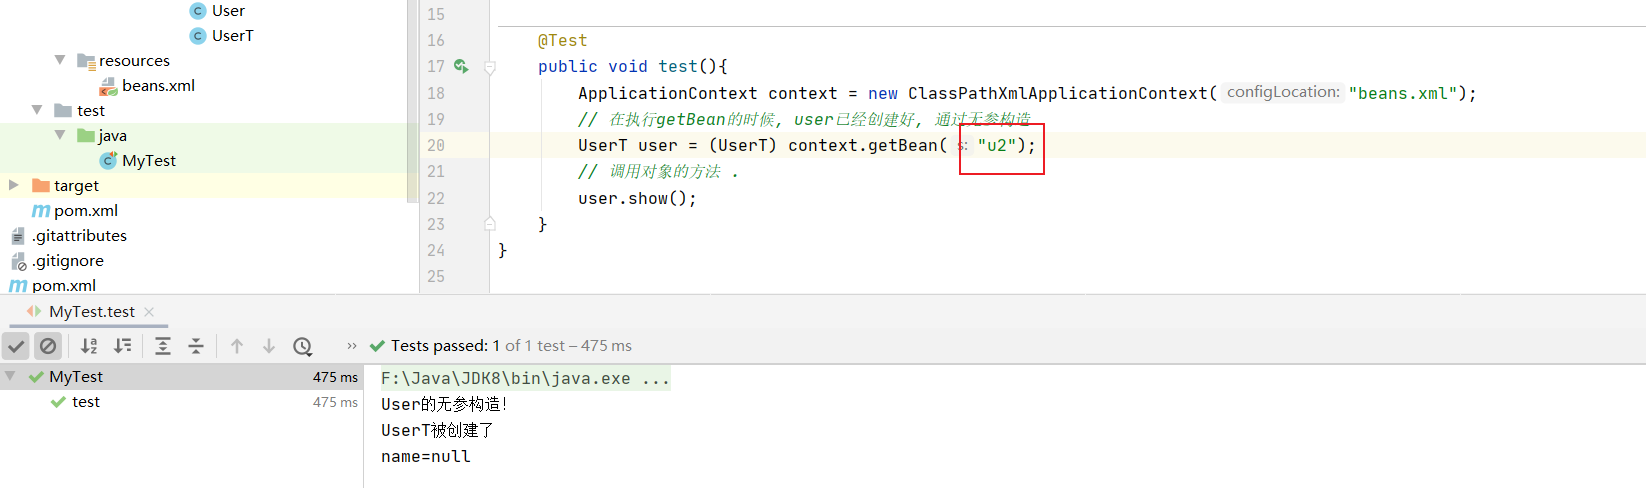 User
UserT
resources
beans.xml
test
java
MyTest
target
pom.xml
.gitattributes
.gitignore
pom.xml
15
16 @Test
17 public void test(){
18 ApplicationContext context = new ClassPathXmlApplicationContext( configLocation: "beans.xml");
19 // 在执行getBean的时候, user已经创建好, 通过无参构造
20 UserT user = (UserT) context.getBean( s: "u2");
21 // 调用对象的方法 .
22 user.show();
23 }
24 }
25
MyTest.test
Tests passed: 1 of 1 test – 475 ms
MyTest 475 ms
test 475 ms
F:\Java\JDK8\bin\java.exe ...
User的无参构造!
UserT被创建了
name=null